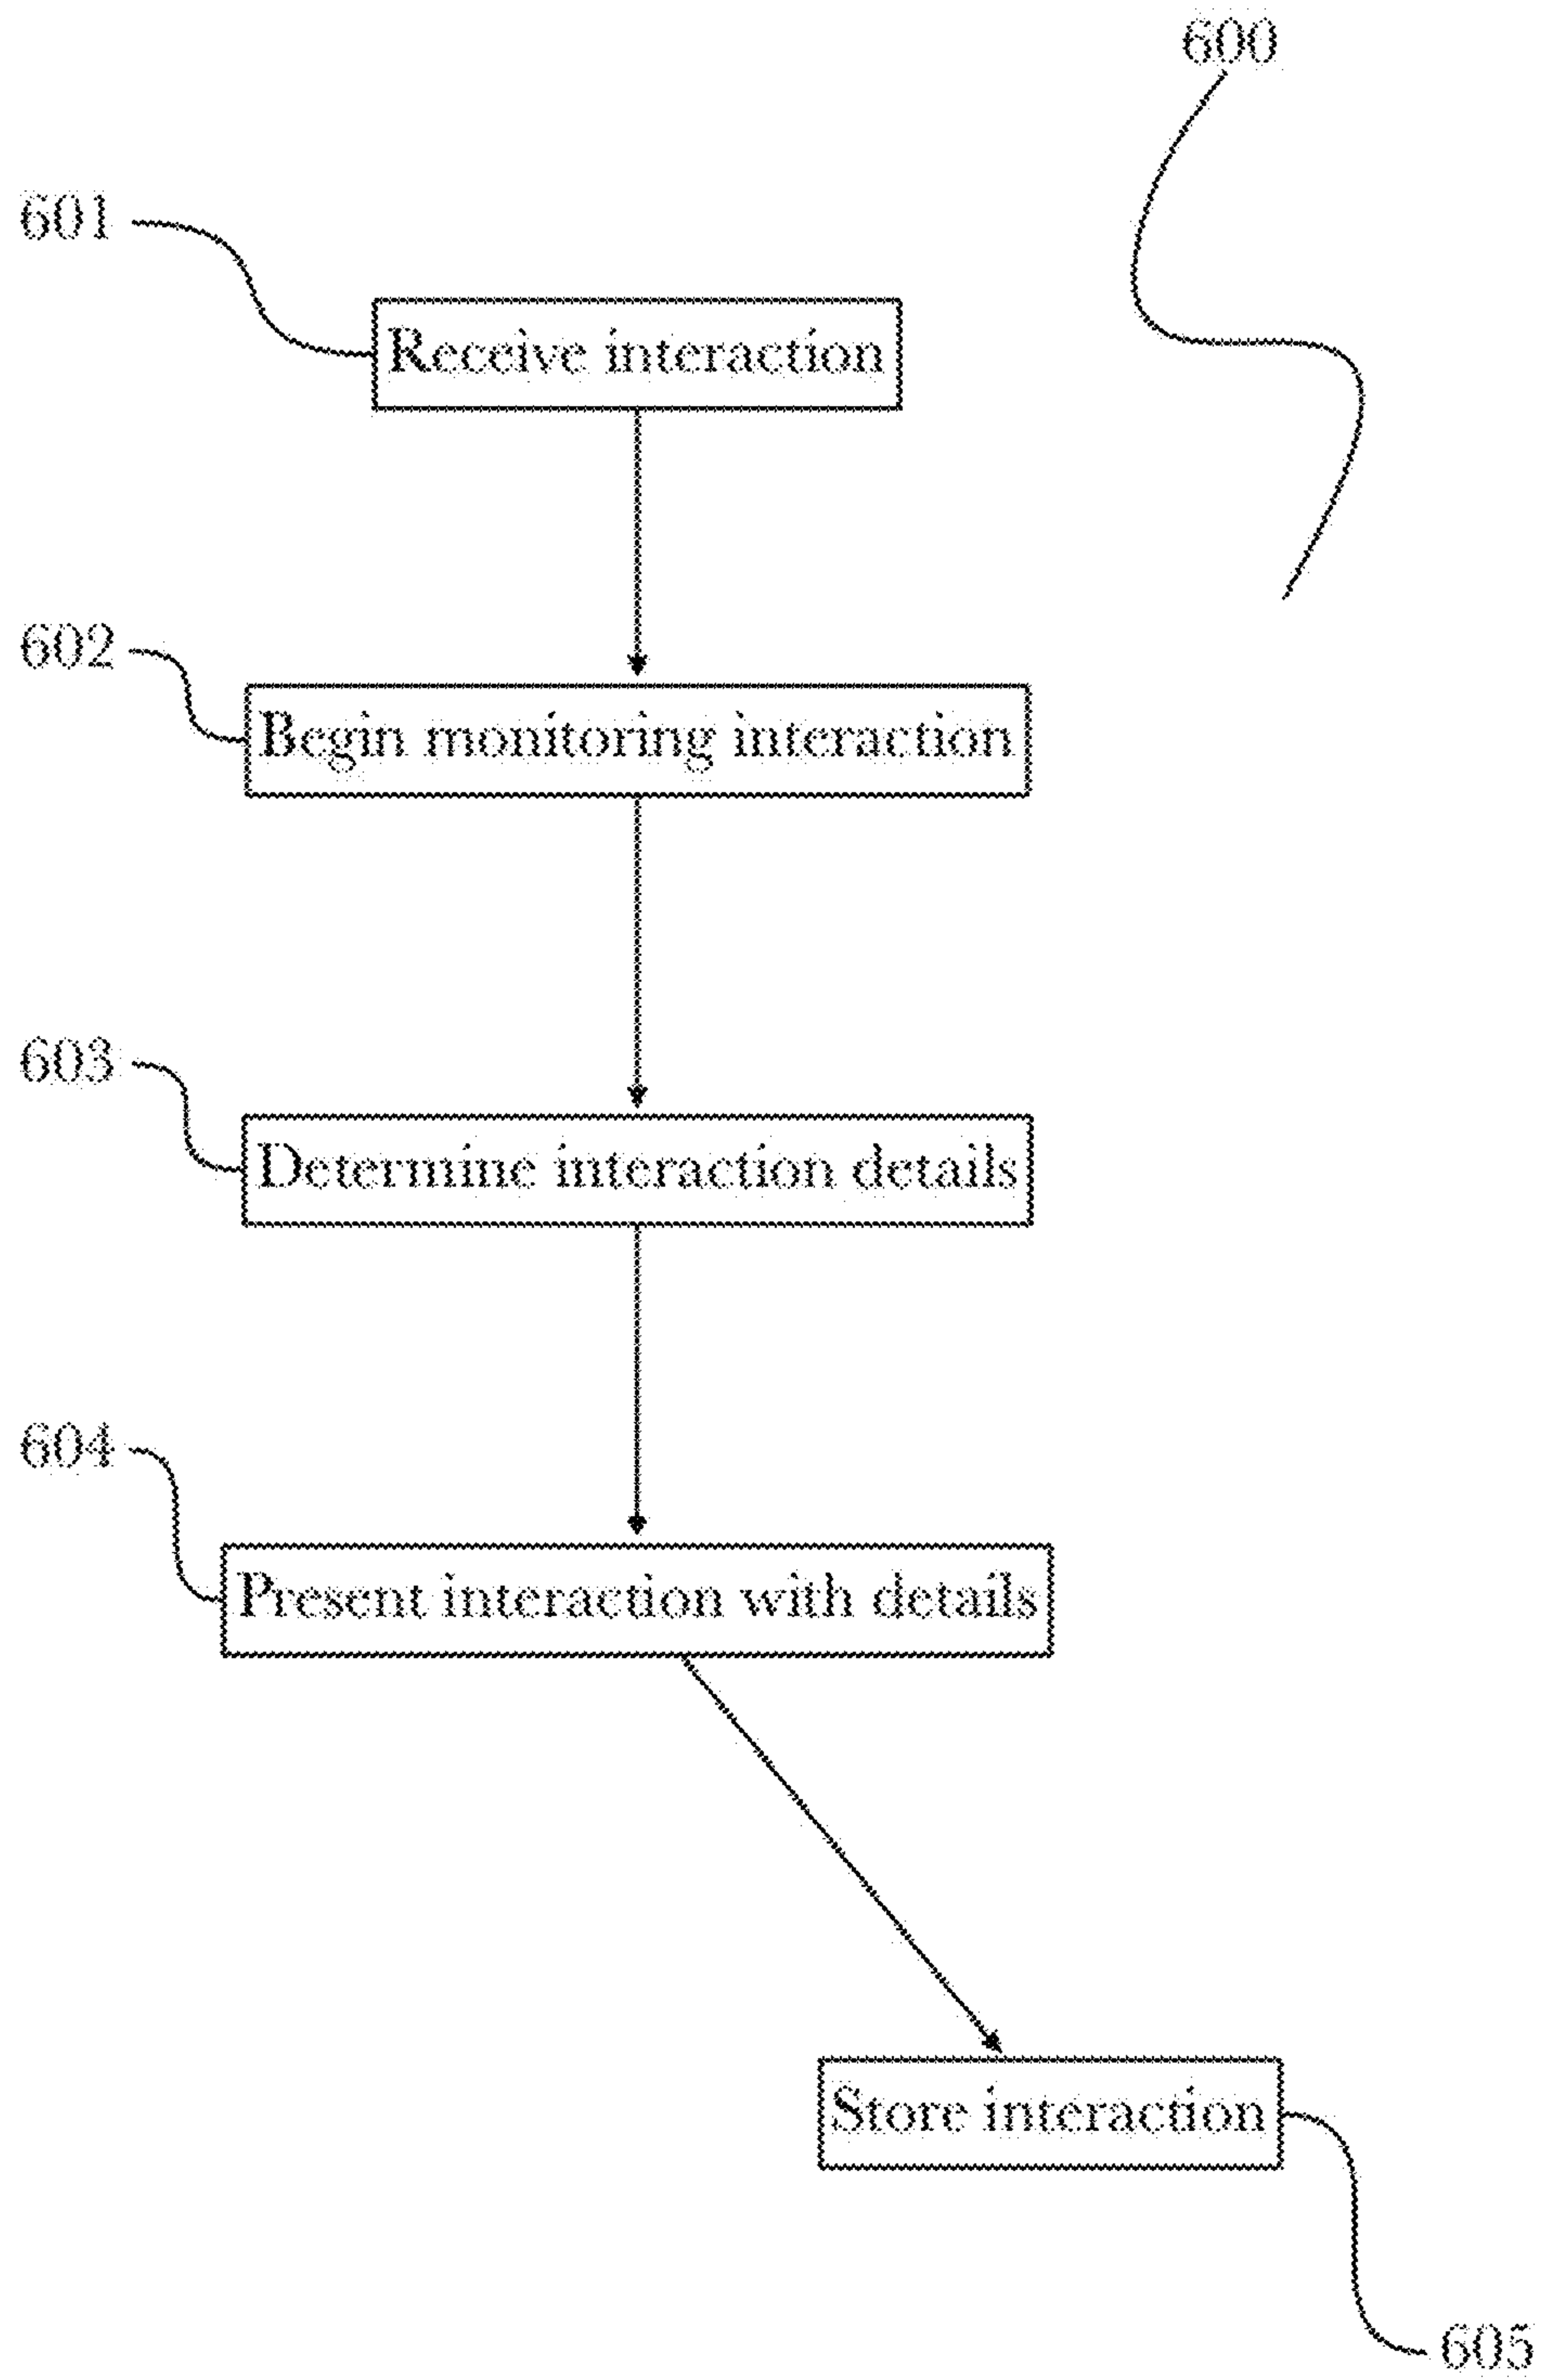 600
601
Receive interaction
602
Begin monitoring interaction
603
Determine interaction details
604
Present interaction with details
Store interaction
605